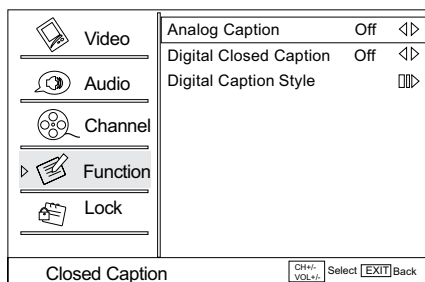 Video
Audio
Channel
Function
Lock
Analog Caption Off
Digital Closed Caption Off
Digital Caption Style
Closed Caption
CH+/-
VOL+/-
Select EXIT Back